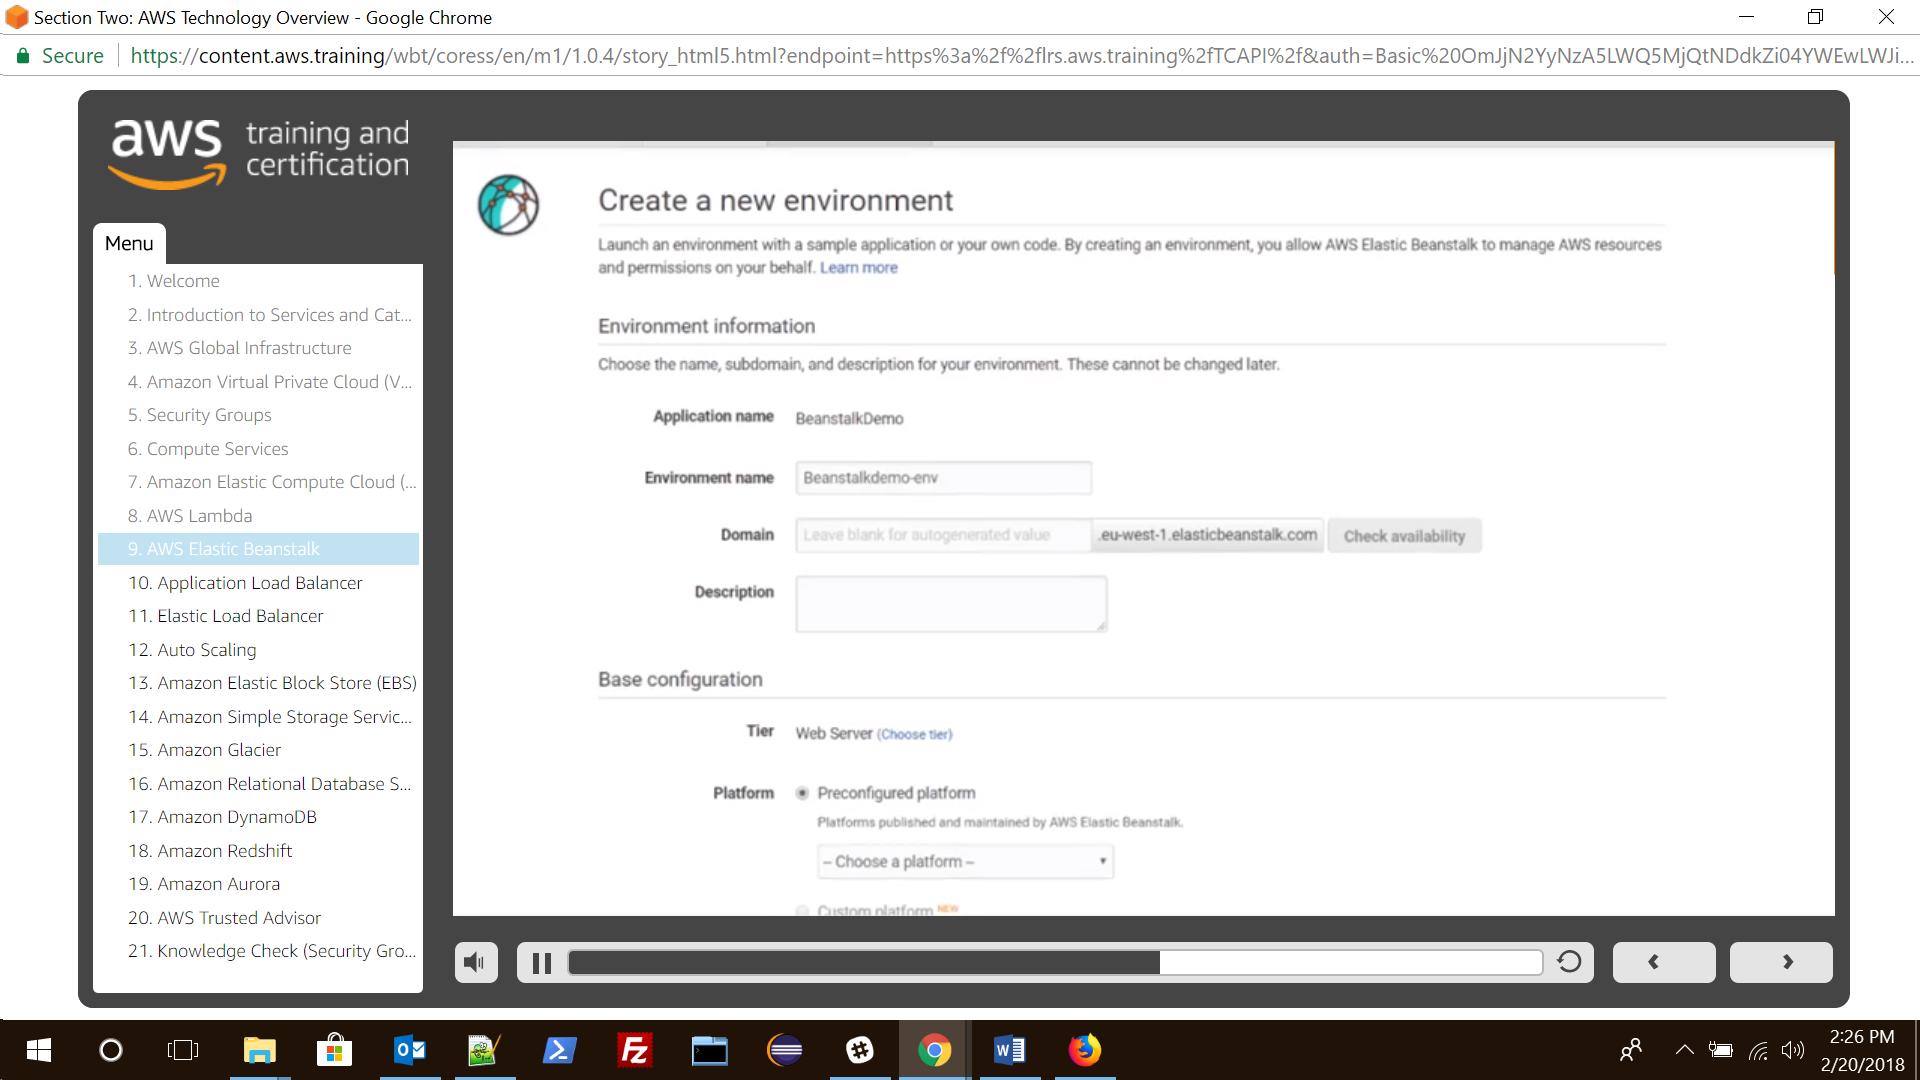 Section Two: AWS Technology Overview - Google Chrome
Secure
https://content.aws.training/wbt/coress/en/m1/1.0.4/story_html5.html?endpoint=https%3a%2f%2flrs.aws.training%2fTCAPI%2f&auth=Basic%20OmJjN2YyNzA5LWQ5MjQtNDdkZi04YWEwLWJi...
aws training and certification
Menu
1. Welcome
2. Introduction to Services and Cat...
3. AWS Global Infrastructure
4. Amazon Virtual Private Cloud (V...
5. Security Groups
6. Compute Services
7. Amazon Elastic Compute Cloud (...
8. AWS Lambda
9. AWS Elastic Beanstalk
10. Application Load Balancer
11. Elastic Load Balancer
12. Auto Scaling
13. Amazon Elastic Block Store (EBS)
14. Amazon Simple Storage Servic...
15. Amazon Glacier
16. Amazon Relational Database S...
17. Amazon DynamoDB
18. Amazon Redshift
19. Amazon Aurora
20. AWS Trusted Advisor
21. Knowledge Check (Security Gro...
Create a new environment
Launch an environment with a sample application or your own code. By creating an environment, you allow AWS Elastic Beanstalk to manage AWS resources
and permissions on your behalf. Learn more
Environment information
Choose the name, subdomain, and description for your environment. These cannot be changed later.
Application name BeanstalkDemo
Environment name Beanstalkdemo-env
Domain Leave blank for autogenerated value .eu-west-1.elasticbeanstalk.com Check availability
Description
Base configuration
Tier Web Server (Choose tier)
Platform Preconfigured platform
Platforms published and maintained by AWS Elastic Beanstalk.
-- Choose a platform --
Custom platform NEW
2:26 PM
2/20/2018